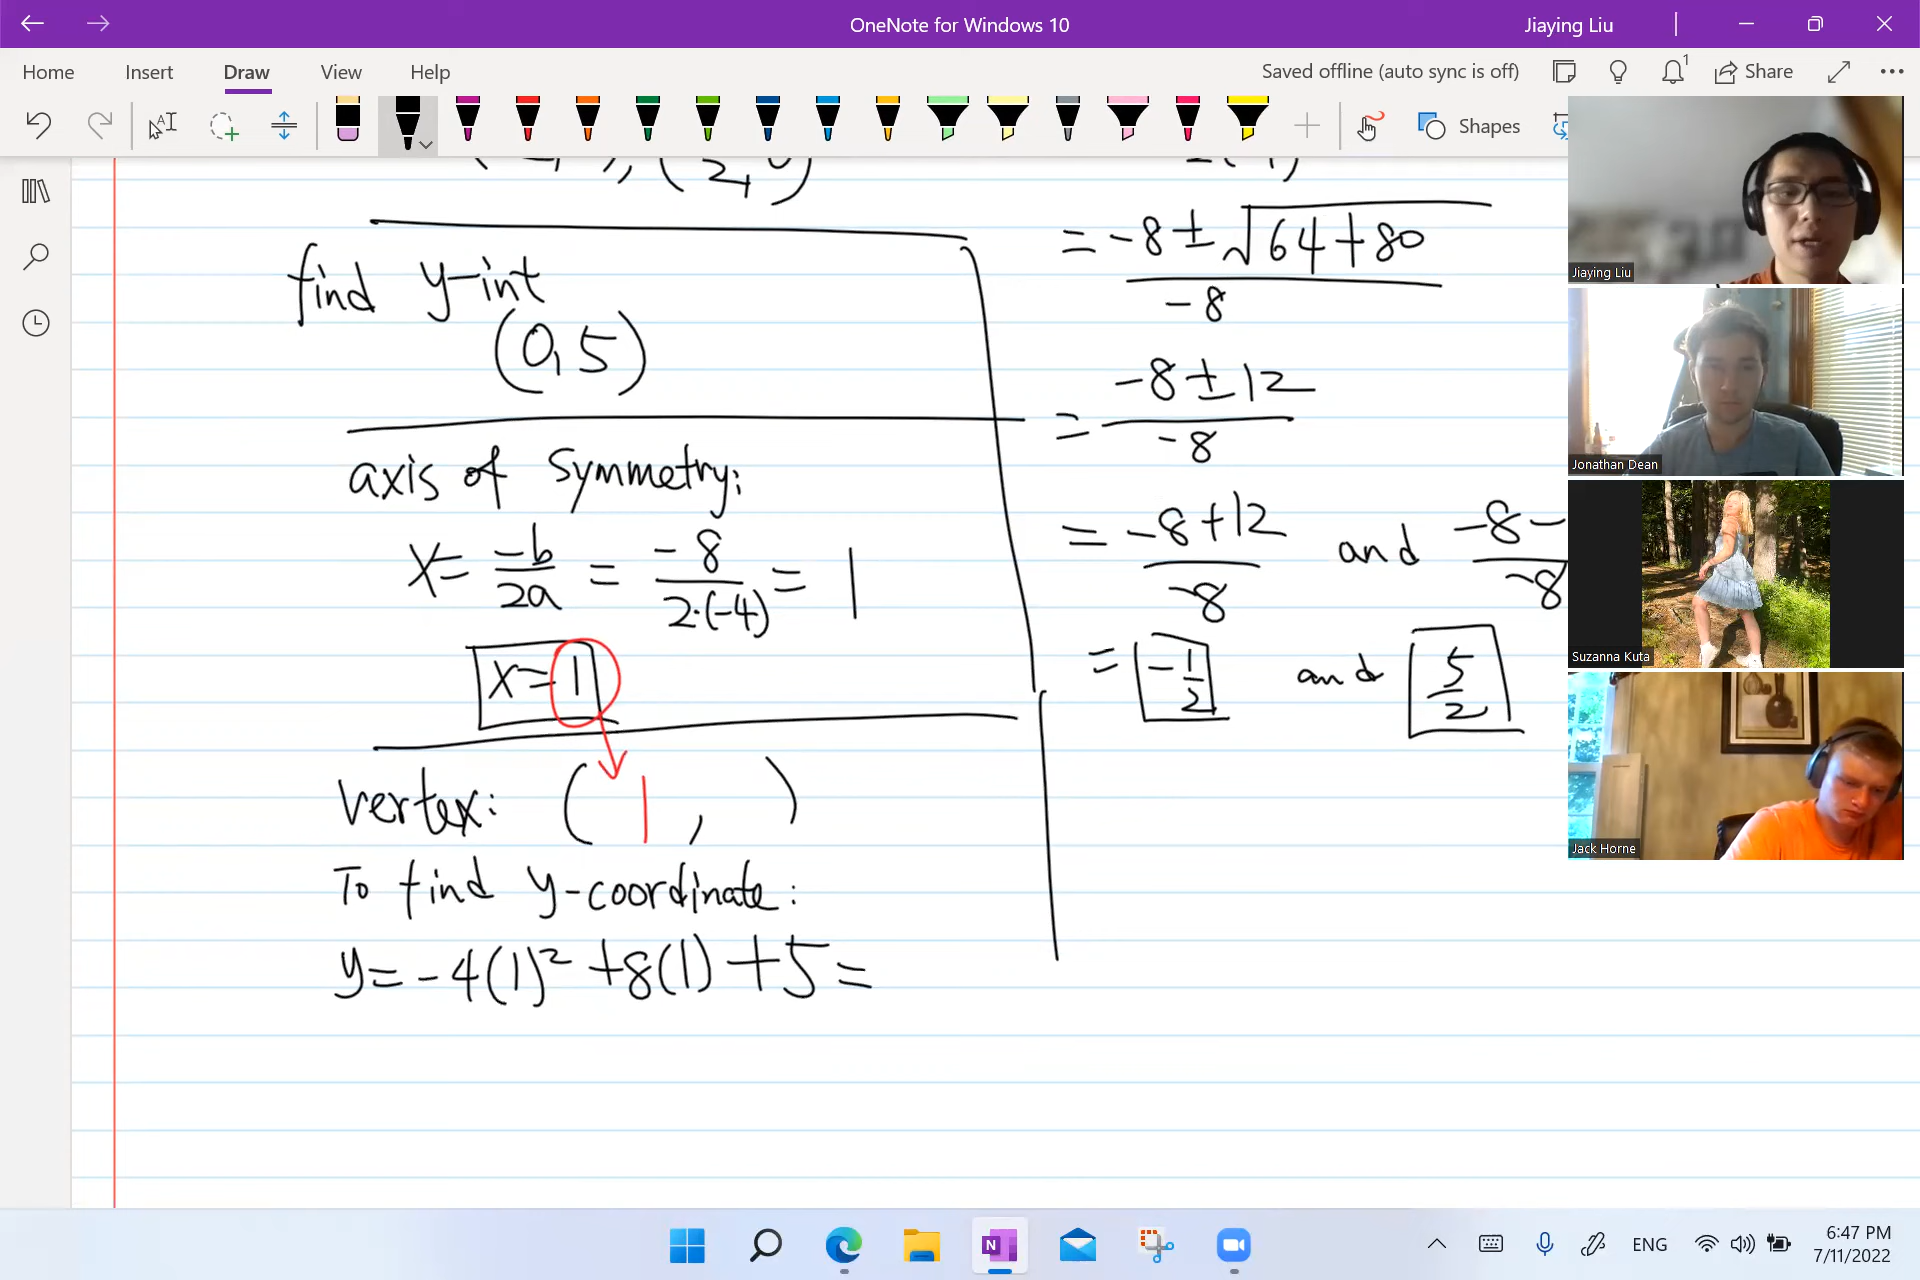 OneNote for Windows 10
Jiaying Liu
Home Insert Draw View Help
Saved offline (auto sync is off)
1
Share
Shapes
find y-int
(0, 5)
axis of symmetry:
x = -b/2a = -8/2·(-4) = 1
x = 1
vertex: ( 1 , )
To find y-coordinate:
y = -4(1)² + 8(1) + 5 =
= -8 ± √64+80 / -8
= -8 ± 12 / -8
= -8+12 / -8 and -8- / -8
= -1/2 and 5/2
Jiaying Liu
Jonathan Dean
Suzanna Kuta
Jack Horne
N
ENG
6:47 PM
7/11/2022